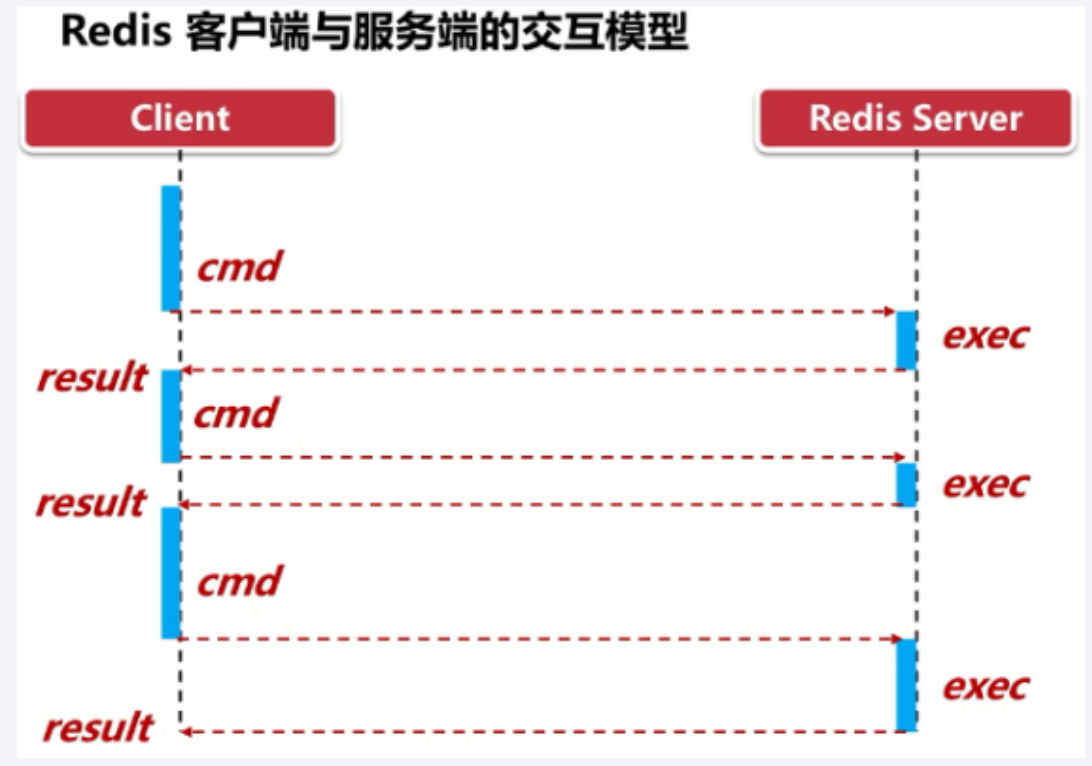 Redis 客户端与服务端的交互模型
Client
Redis Server
cmd
exec
result
cmd
exec
result
cmd
exec
result